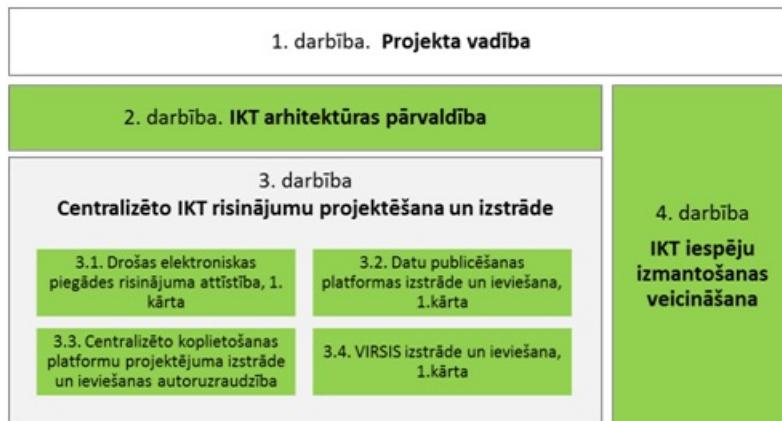 1. darbība. Projekta vadība
2. darbība. IKT arhitektūras pārvaldība
3. darbība
Centralizēto IKT risinājumu projektēšana un izstrāde
3.1. Drošas elektroniskas
piegādes risinājuma attīstība, 1.
kārta
3.2. Datu publicēšanas
platformas izstrāde un ieviešana,
1.kārta
3.3. Centralizēto koplietošanas
platformu projektējuma izstrāde
un ieviešanas autoruzraudzība
3.4. VIRSIS izstrāde un ieviešana,
1.kārta
4. darbība
IKT iespēju
izmantošanas
veicināšana